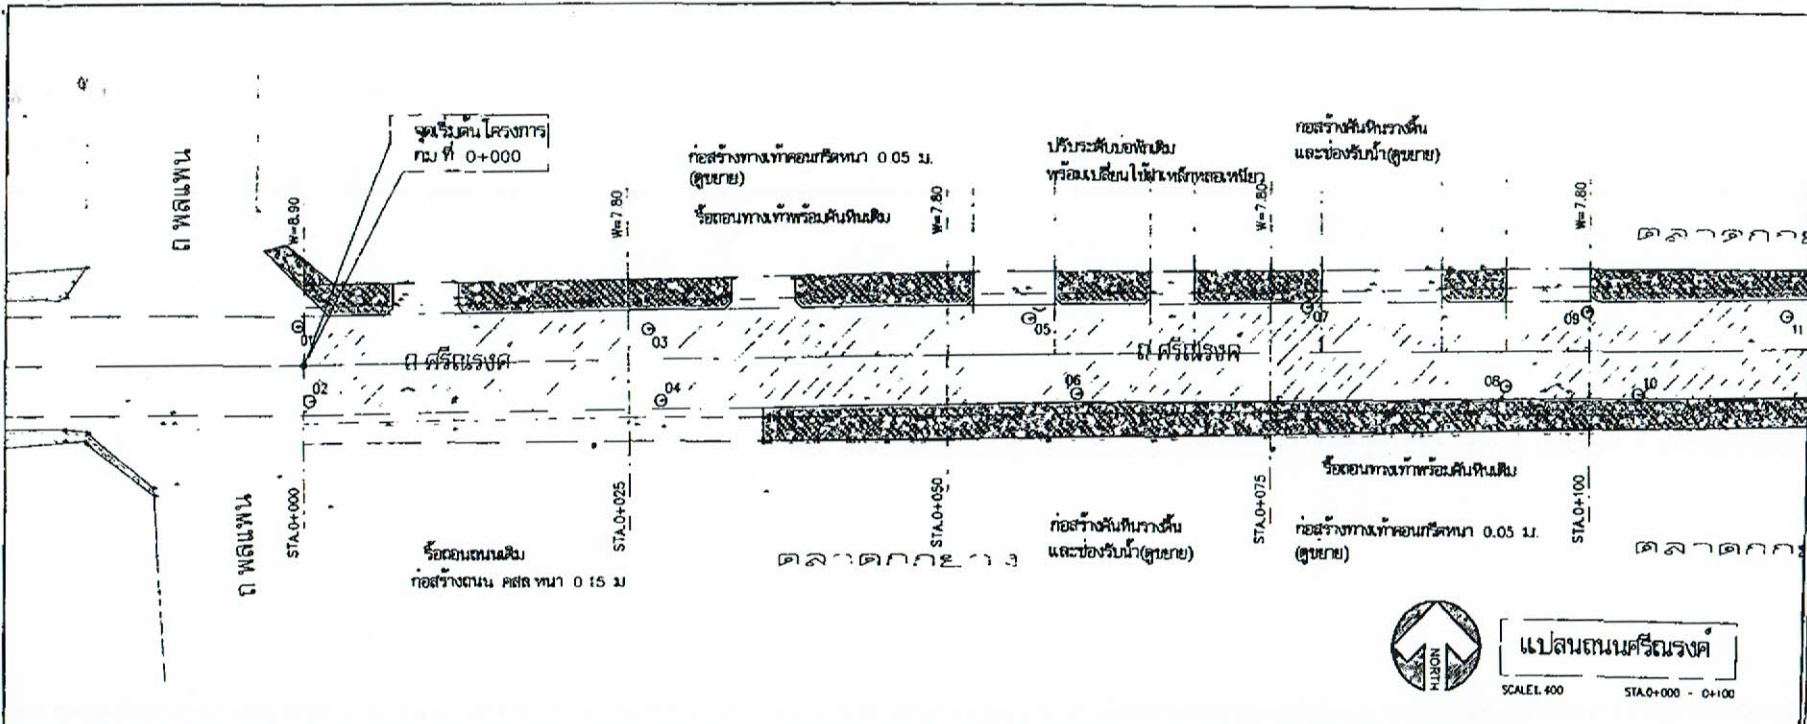 จุดเริ่มต้นโครงการ
กม ที่ 0+000
ถ พลแพน
W=8.90
W=7.80
ก่อสร้างทางเท้าคอนกรีตหนา 0.05 ม.
(ดูขยาย)
รื้อถอนทางเท้าพร้อมคันหินเดิม
W=7.80
ปรับระดับบ่อพักเดิม
พร้อมเปลี่ยนใช้ฝาเหล็กหล่อเหนียว
W=7.80
ก่อสร้างคันหินรางตื้น
และช่องรับน้ำ(ดูขยาย)
W=7.80
01
03
05
07
09
11
ถ ศรีณรงค์
ถ ศรีณรงค์
02
04
06
08
10
ถ พลแพน
STA.0+000
STA.0+025
STA.0+050
STA.0+075
STA.0+100
รื้อถอนถนนเดิม
ก่อสร้างถนน คสล หนา 0 15 ม
ก่อสร้างคันหินรางตื้น
และช่องรับน้ำ(ดูขยาย)
รื้อถอนทางเท้าพร้อมคันหินเดิม
ก่อสร้างทางเท้าคอนกรีตหนา 0.05 ม.
(ดูขยาย)
NORTH
แปลนถนนศรีณรงค์
SCALE1. 400
STA.0+000 - 0+100